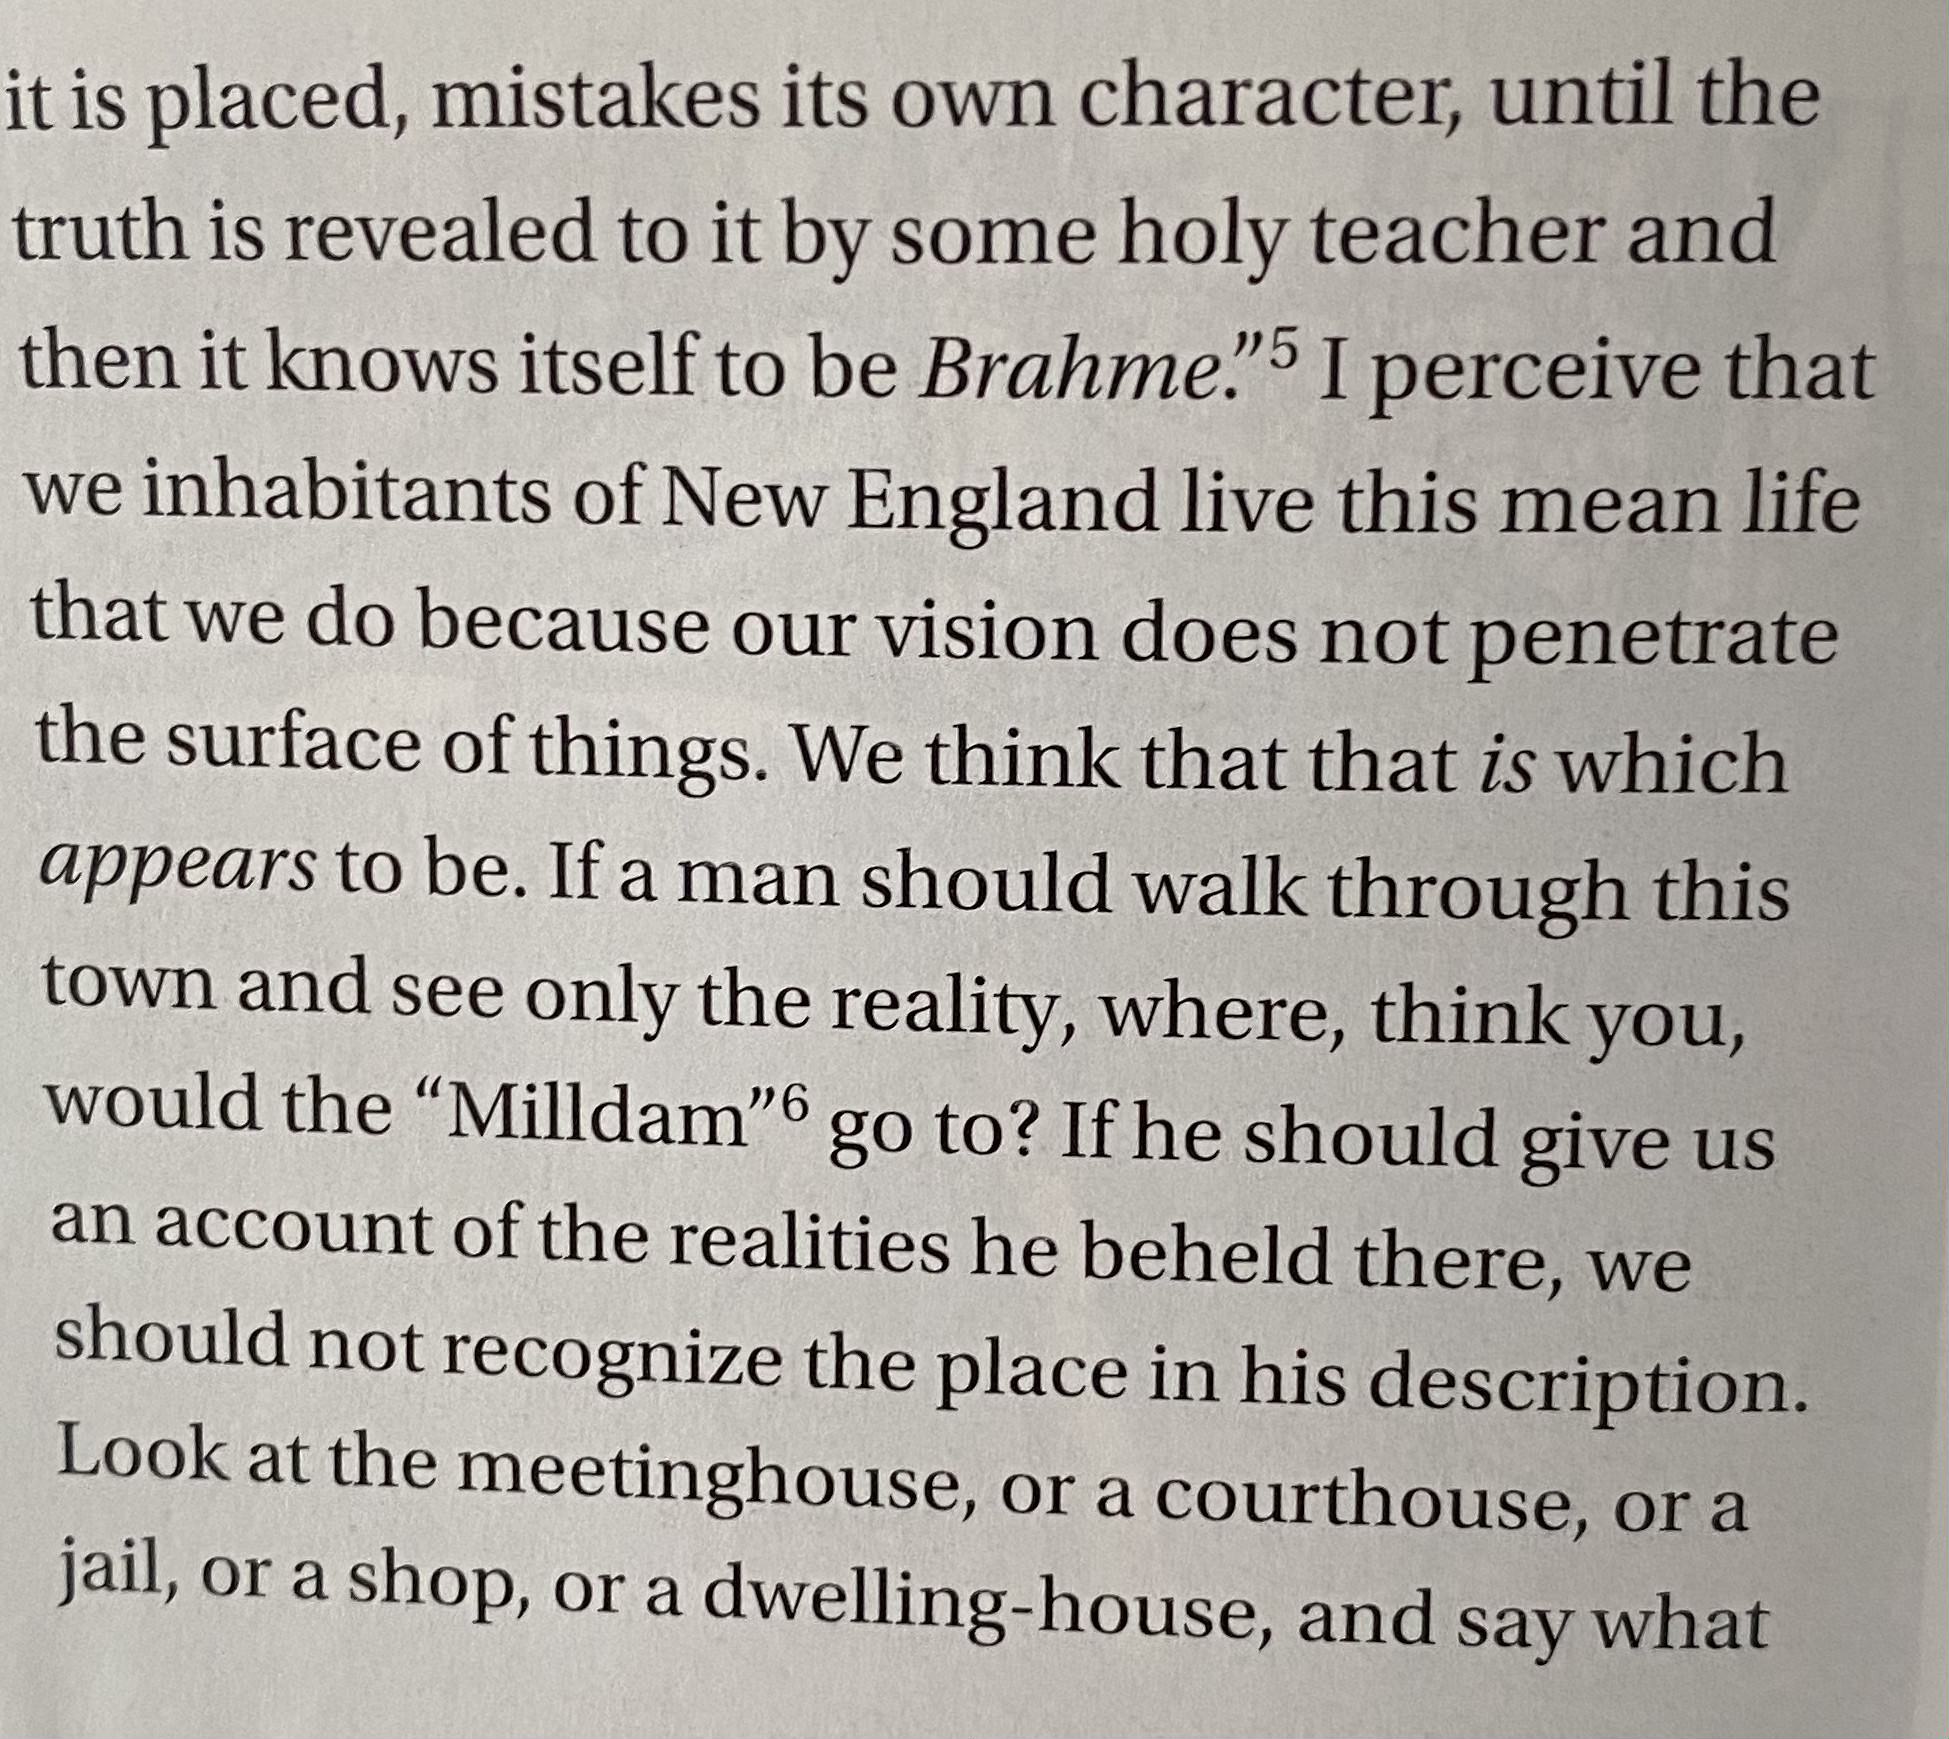 it is placed, mistakes its own character, until the
truth is revealed to it by some holy teacher and
then it knows itself to be Brahme.”5 I perceive that
we inhabitants of New England live this mean life
that we do because our vision does not penetrate
the surface of things. We think that that is which
appears to be. If a man should walk through this
town and see only the reality, where, think you,
would the “Milldam”6 go to? If he should give us
an account of the realities he beheld there, we
should not recognize the place in his description.
Look at the meetinghouse, or a courthouse, or a
jail, or a shop, or a dwelling-house, and say what